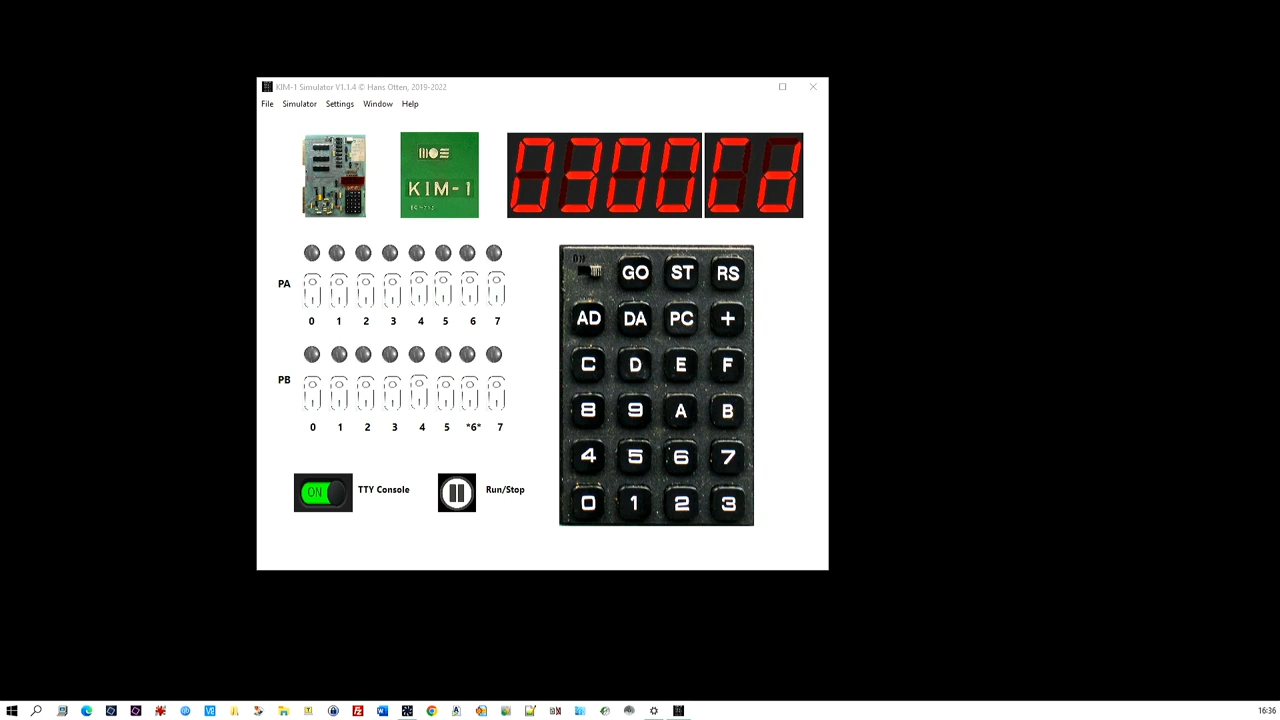 KIM-1 Simulator V1.1.4 © Hans Otten, 2019-2022
File Simulator Settings Window Help
KIM-1
0300 Cd
PA
0 1 2 3 4 5 6 7
PB
0 1 2 3 4 5 *6* 7
ON TTY Console Run/Stop
GO ST RS
AD DA PC +
C D E F
8 9 A B
4 5 6 7
0 1 2 3
16:36